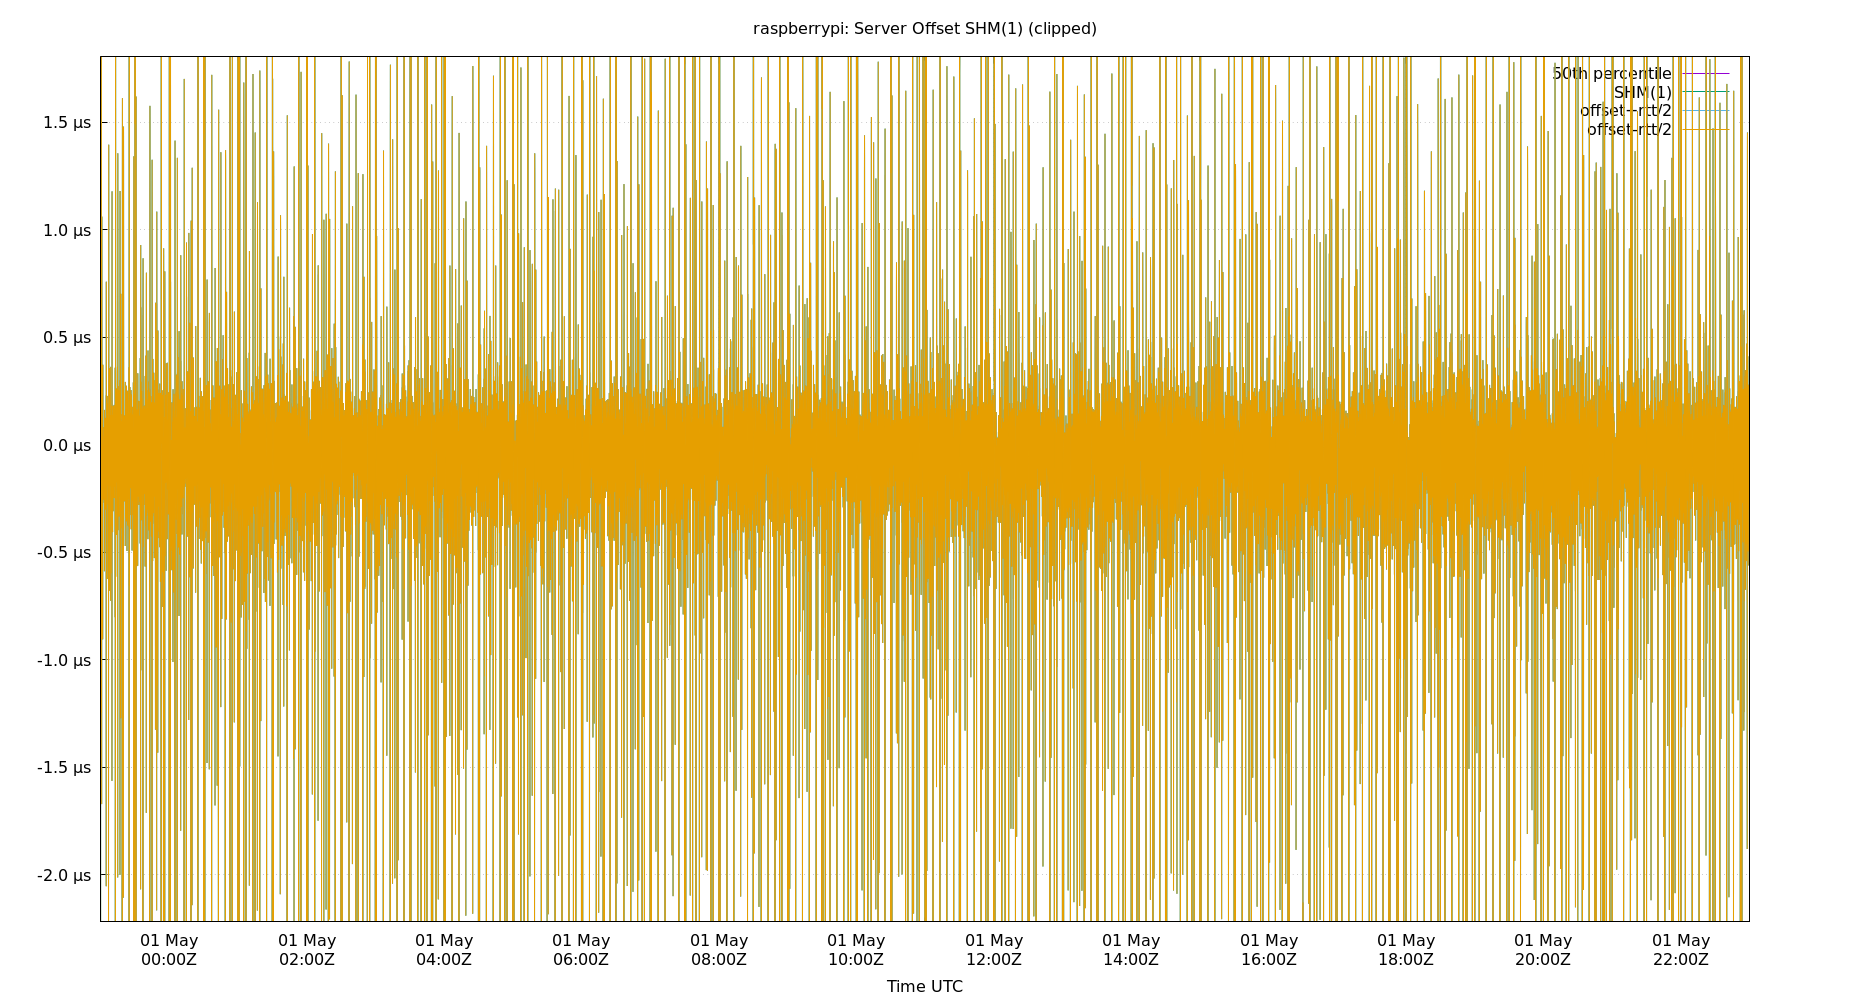 raspberrypi: Server Offset SHM(1) (clipped)
50th percentile
SHM(1)
offset+rtt/2
offset-rtt/2
1.5 µs
1.0 µs
0.5 µs
0.0 µs
-0.5 µs
-1.0 µs
-1.5 µs
-2.0 µs
01 May 01 May 01 May 01 May 01 May 01 May 01 May 01 May 01 May 01 May 01 May 01 May
00:00Z 02:00Z 04:00Z 06:00Z 08:00Z 10:00Z 12:00Z 14:00Z 16:00Z 18:00Z 20:00Z 22:00Z
Time UTC